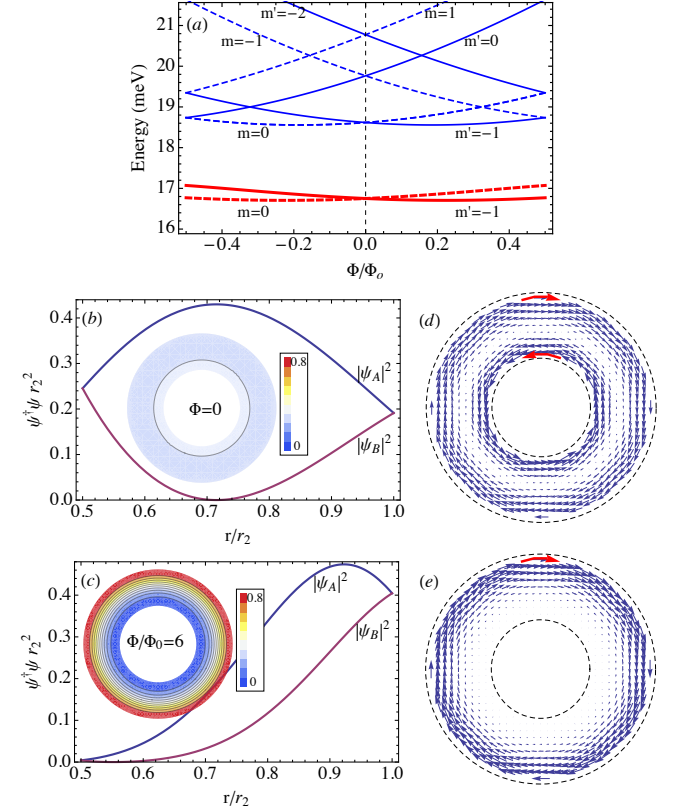 (a)
m'=−2
m=1
m=−1
m'=0
m=0
m'=−1
m=0
m'=−1
Energy (meV)
21
20
19
18
17
16
−0.4
−0.2
0.0
0.2
0.4
Φ/Φo
(b)
0.4
0.3
0.2
0.1
0.0
ψ†ψ r2²
Φ=0
0.8
0
|ψA|²
|ψB|²
0.5
0.6
0.7
0.8
0.9
1.0
r/r2
(d)
(c)
0.4
0.3
0.2
0.1
0.0
ψ†ψ r2²
Φ/Φ0=6
0.8
0
|ψA|²
|ψB|²
0.5
0.6
0.7
0.8
0.9
1.0
r/r2
(e)